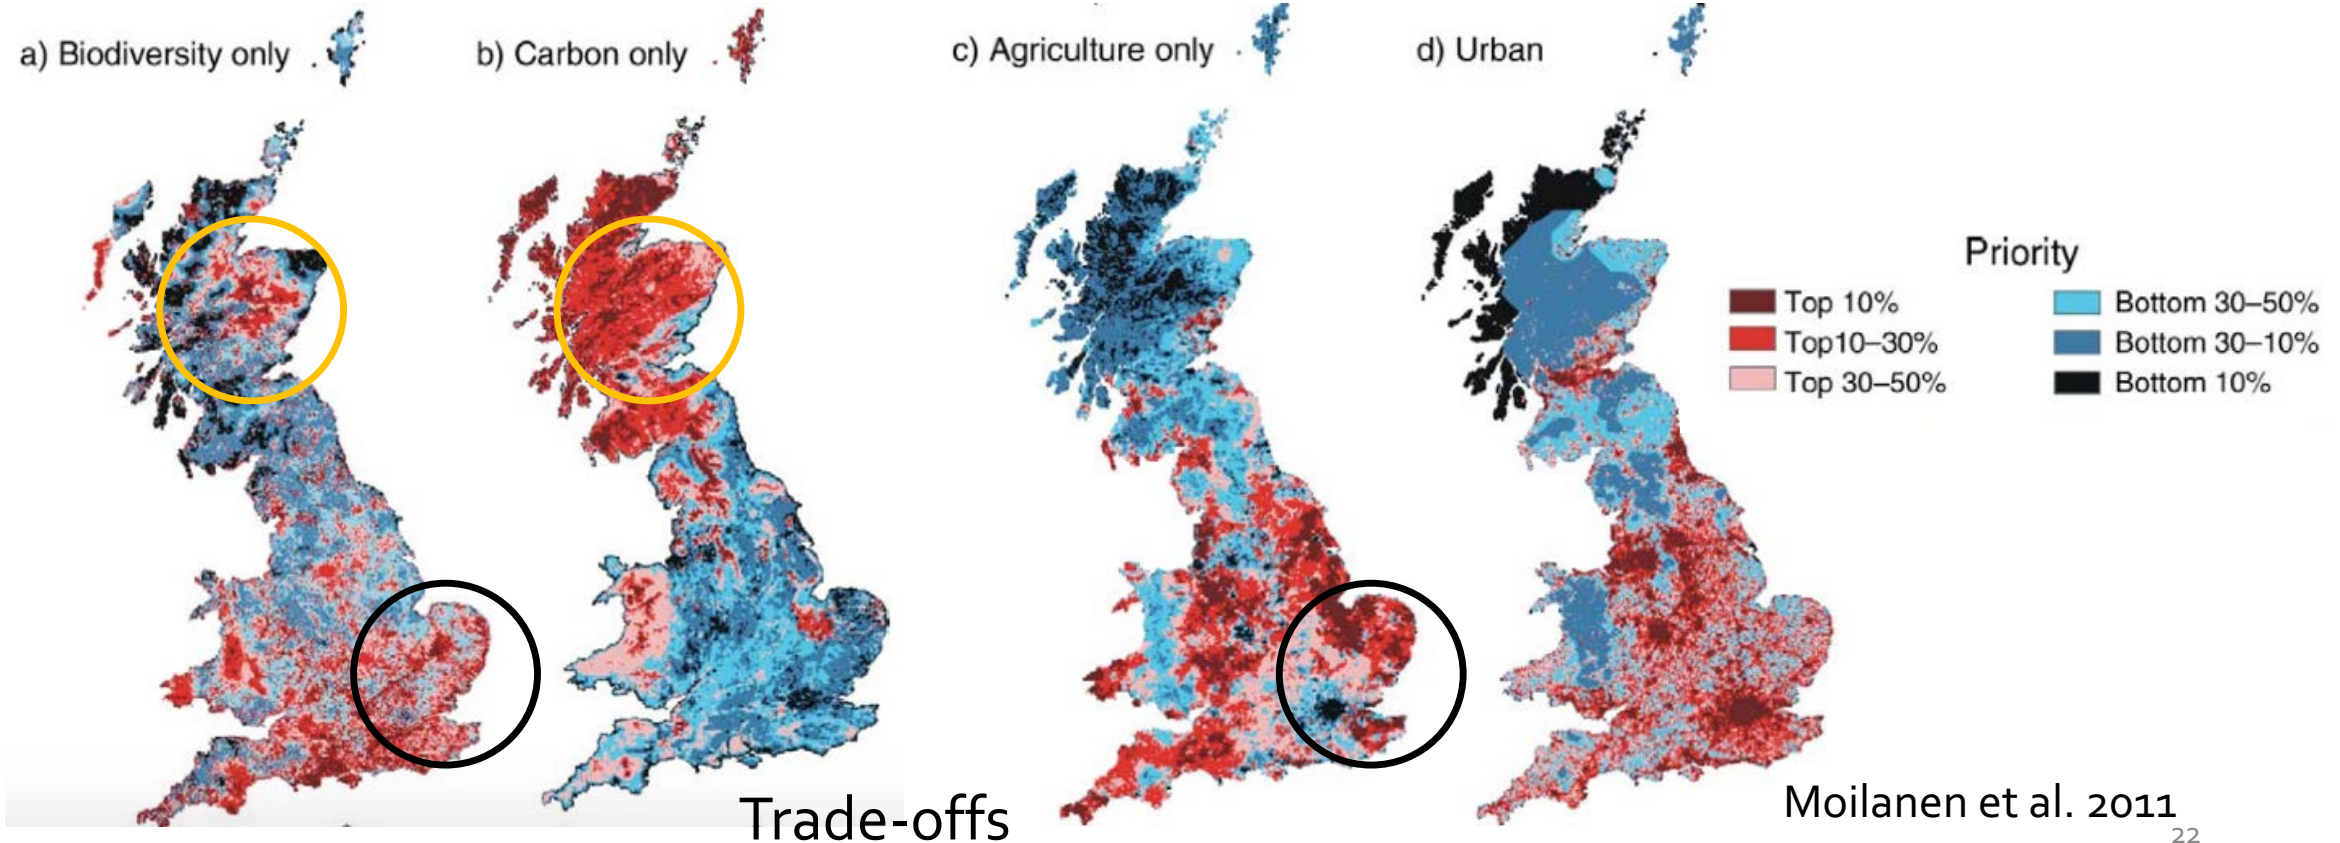 a) Biodiversity only
b) Carbon only
c) Agriculture only
d) Urban
Priority
Top 10%
Top10–30%
Top 30–50%
Bottom 30–50%
Bottom 30–10%
Bottom 10%
Trade-offs
Moilanen et al. 2011
22